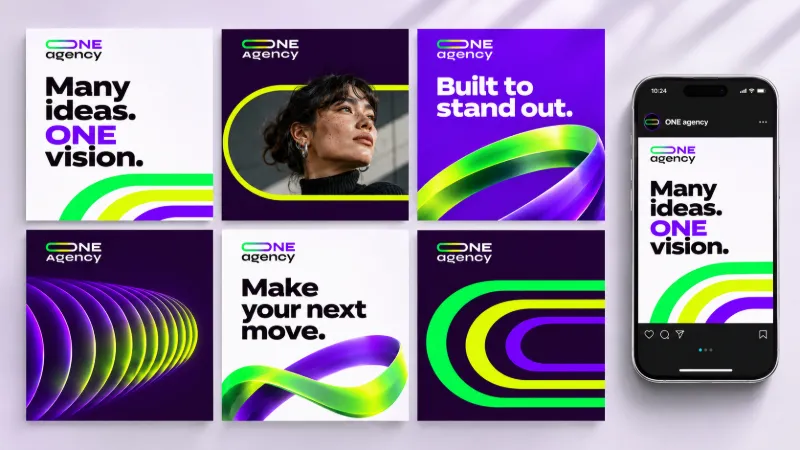 ONE
agency
Many
ideas.
ONE
vision.
ONE
Agency
ONE
agency
Built to
stand out.
ONE
Agency
ONE
agency
Make
your next
move.
ONE
agency
10:24
ONE agency
ONE
agency
Many
ideas.
ONE
vision.